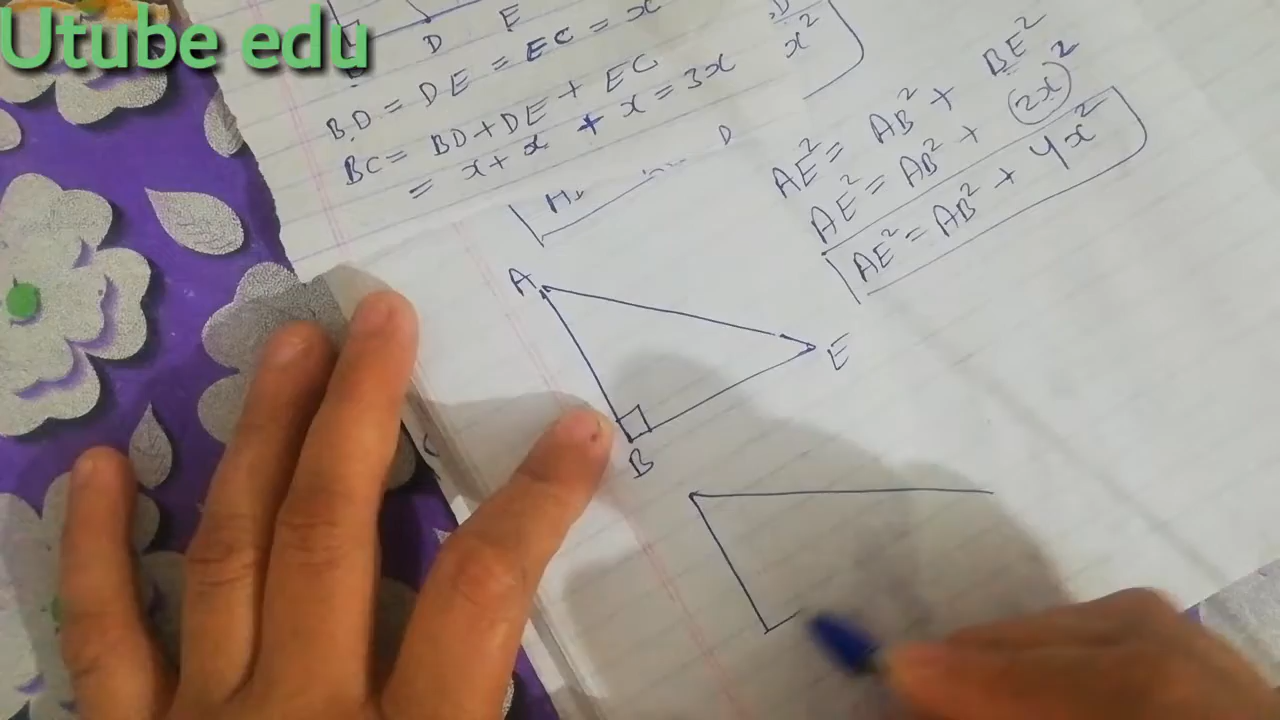 Utube edu
D E
BD = DE = EC = x
BC = BD + DE + EC
= x + x + x = 3x
x²
D
AE² = AB² + BE²
AE² = AB² + (2x)²
AE² = AB² + 4x²
A
E
B